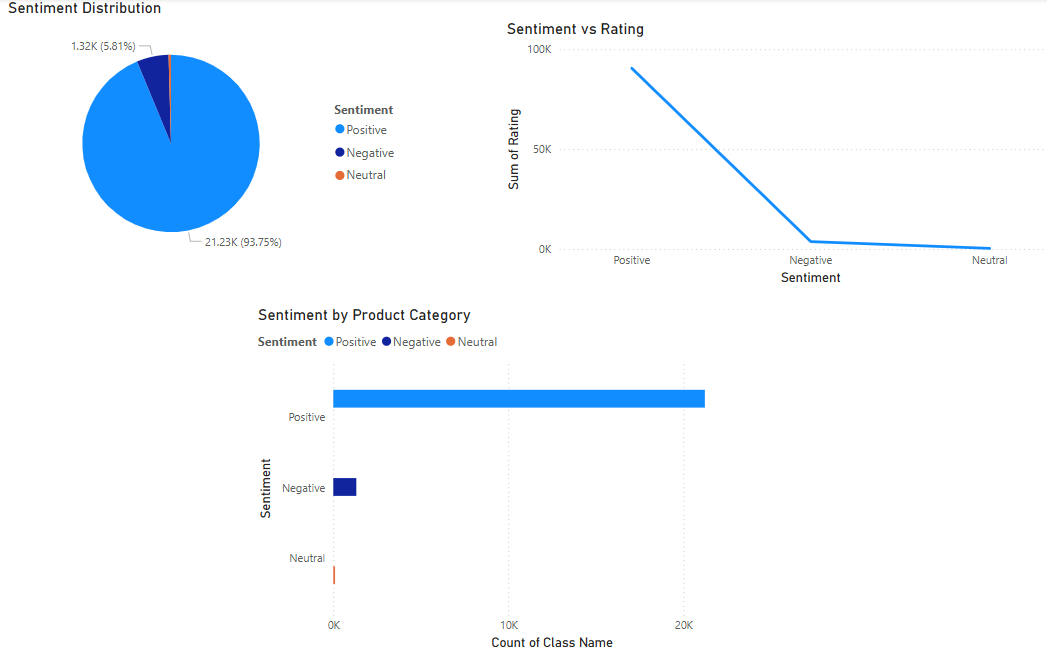 Sentiment Distribution
1.32K (5.81%)
21.23K (93.75%)
Sentiment
Positive
Negative
Neutral
Sentiment vs Rating
100K
50K
0K
Sum of Rating
Positive Negative Neutral
Sentiment
Sentiment by Product Category
Sentiment Positive Negative Neutral
Positive
Negative
Neutral
Sentiment
0K 10K 20K
Count of Class Name